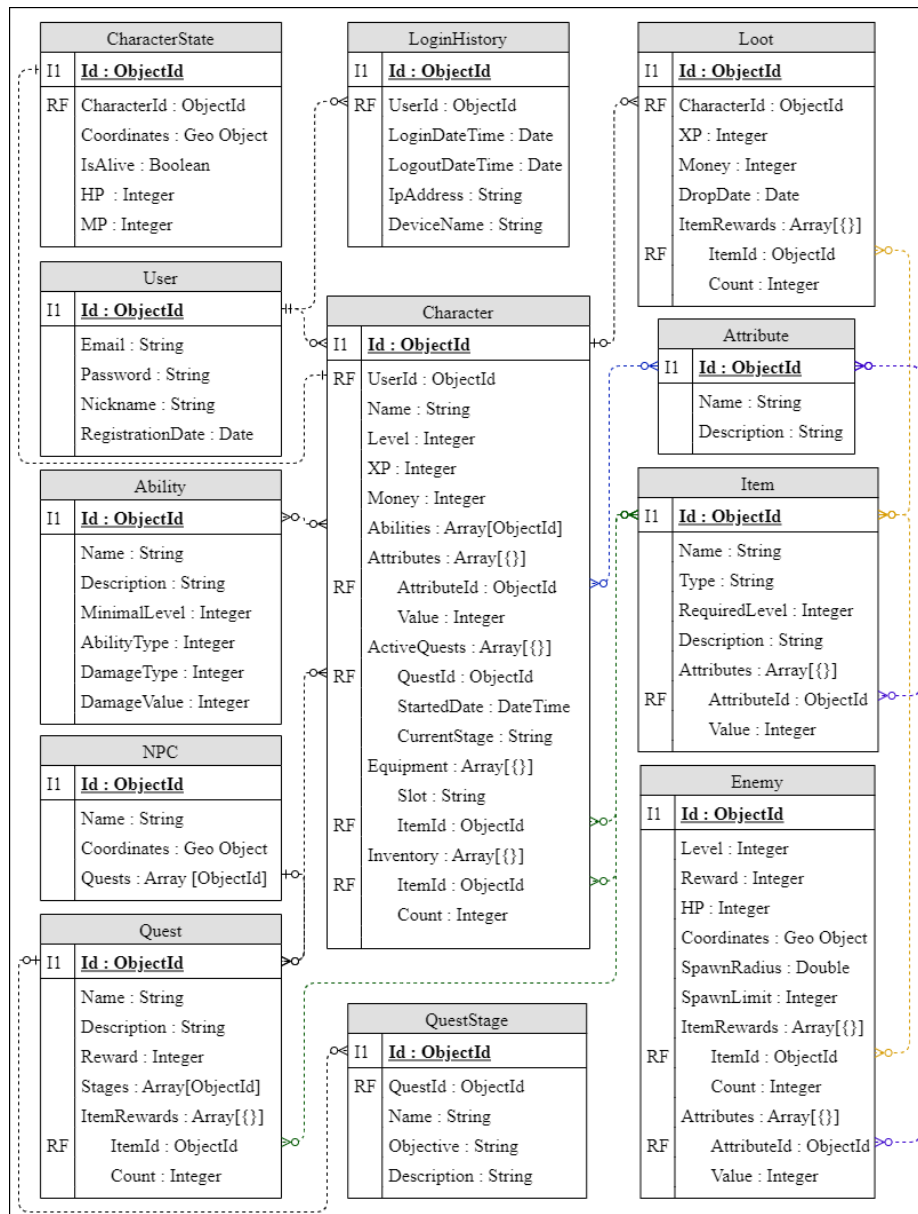 CharacterState
I1 Id : ObjectId
RF CharacterId : ObjectId
Coordinates : Geo Object
IsAlive : Boolean
HP : Integer
MP : Integer
LoginHistory
I1 Id : ObjectId
RF UserId : ObjectId
LoginDateTime : Date
LogoutDateTime : Date
IpAddress : String
DeviceName : String
Loot
I1 Id : ObjectId
RF CharacterId : ObjectId
XP : Integer
Money : Integer
DropDate : Date
ItemRewards : Array[{}]
RF ItemId : ObjectId
Count : Integer
User
I1 Id : ObjectId
Email : String
Password : String
Nickname : String
RegistrationDate : Date
Character
I1 Id : ObjectId
RF UserId : ObjectId
Name : String
Level : Integer
XP : Integer
Money : Integer
Abilities : Array[ObjectId]
Attributes : Array[{}]
RF AttributeId : ObjectId
Value : Integer
ActiveQuests : Array[{}]
RF QuestId : ObjectId
StartedDate : DateTime
CurrentStage : String
Equipment : Array[{}]
Slot : String
RF ItemId : ObjectId
Inventory : Array[{}]
RF ItemId : ObjectId
Count : Integer
Attribute
I1 Id : ObjectId
Name : String
Description : String
Ability
I1 Id : ObjectId
Name : String
Description : String
MinimalLevel : Integer
AbilityType : Integer
DamageType : Integer
DamageValue : Integer
Item
I1 Id : ObjectId
Name : String
Type : String
RequiredLevel : Integer
Description : String
Attributes : Array[{}]
RF AttributeId : ObjectId
Value : Integer
NPC
I1 Id : ObjectId
Name : String
Coordinates : Geo Object
Quests : Array [ObjectId]
Enemy
I1 Id : ObjectId
Level : Integer
Reward : Integer
HP : Integer
Coordinates : Geo Object
SpawnRadius : Double
SpawnLimit : Integer
ItemRewards : Array[{}]
RF ItemId : ObjectId
Count : Integer
Attributes : Array[{}]
RF AttributeId : ObjectId
Value : Integer
Quest
I1 Id : ObjectId
Name : String
Description : String
Reward : Integer
Stages : Array[ObjectId]
ItemRewards : Array[{}]
RF ItemId : ObjectId
Count : Integer
QuestStage
I1 Id : ObjectId
RF QuestId : ObjectId
Name : String
Objective : String
Description : String